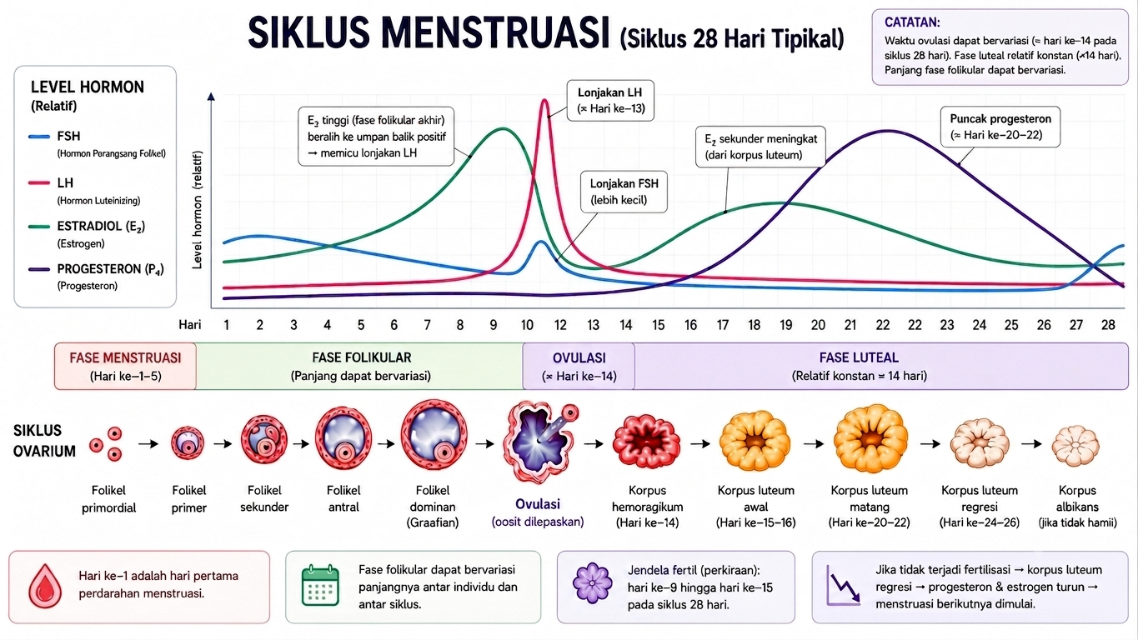 SIKLUS MENSTRUASI (Siklus 28 Hari Tipikal)
CATATAN:
Waktu ovulasi dapat bervariasi (≈ hari ke–14 pada
siklus 28 hari). Fase luteal relatif konstan (≠14 hari).
Panjang fase folikular dapat bervariasi.
LEVEL HORMON
(Relatif)
FSH
(Hormon Perangsang Folikel)
LH
(Hormon Luteinizing)
ESTRADIOL (E₂)
(Estrogen)
PROGESTERON (P₄)
(Progesteron)
Level hormon (relatif)
E₂ tinggi (fase folikular akhir)
beralih ke umpan balik positif
→ memicu lonjakan LH
Lonjakan LH
(≈ Hari ke–13)
Lonjakan FSH
(lebih kecil)
E₂ sekunder meningkat
(dari korpus luteum)
Puncak progesteron
(≈ Hari ke–20–22)
Hari 1 2 3 4 5 6 7 8 9 10 12 13 14 15 16 17 18 19 20 21 22 22 23 24 25 26 27 28
FASE MENSTRUASI
(Hari ke–1–5)
FASE FOLIKULAR
(Panjang dapat bervariasi)
OVULASI
(≈ Hari ke–14)
FASE LUTEAL
(Relatif konstan ≈ 14 hari)
SIKLUS
OVARIUM
Folikel
primordial
Folikel
primer
Folikel
sekunder
Folikel
antral
Folikel
dominan
(Graafian)
Ovulasi
(oosit dilepaskan)
Korpus
hemoragikum
(Hari ke–14)
Korpus luteum
awal
(Hari ke–15–16)
Korpus luteum
matang
(Hari ke–20–22)
Korpus luteum
regresi
(Hari ke–24–26)
Korpus
albikans
(jika tidak hamil)
Hari ke–1 adalah hari pertama
perdarahan menstruasi.
Fase folikular dapat bervariasi
panjangnya antar individu dan
antar siklus.
Jendela fertil (perkiraan):
hari ke–9 hingga hari ke–15
pada siklus 28 hari.
Jika tidak terjadi fertilisasi → korpus luteum
regresi → progesteron & estrogen turun →
menstruasi berikutnya dimulai.